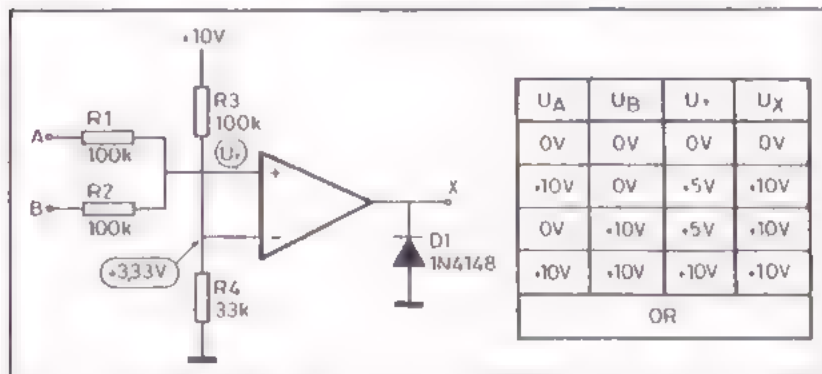 +10V
R3
100k
(U+)
A
R1
100k
B
R2
100k
+
-
+3,33V
R4
33k
X
D1
1N4148
UA UB U+ UX
0V 0V 0V 0V
+10V 0V +5V +10V
0V +10V +5V +10V
+10V +10V +10V +10V
OR